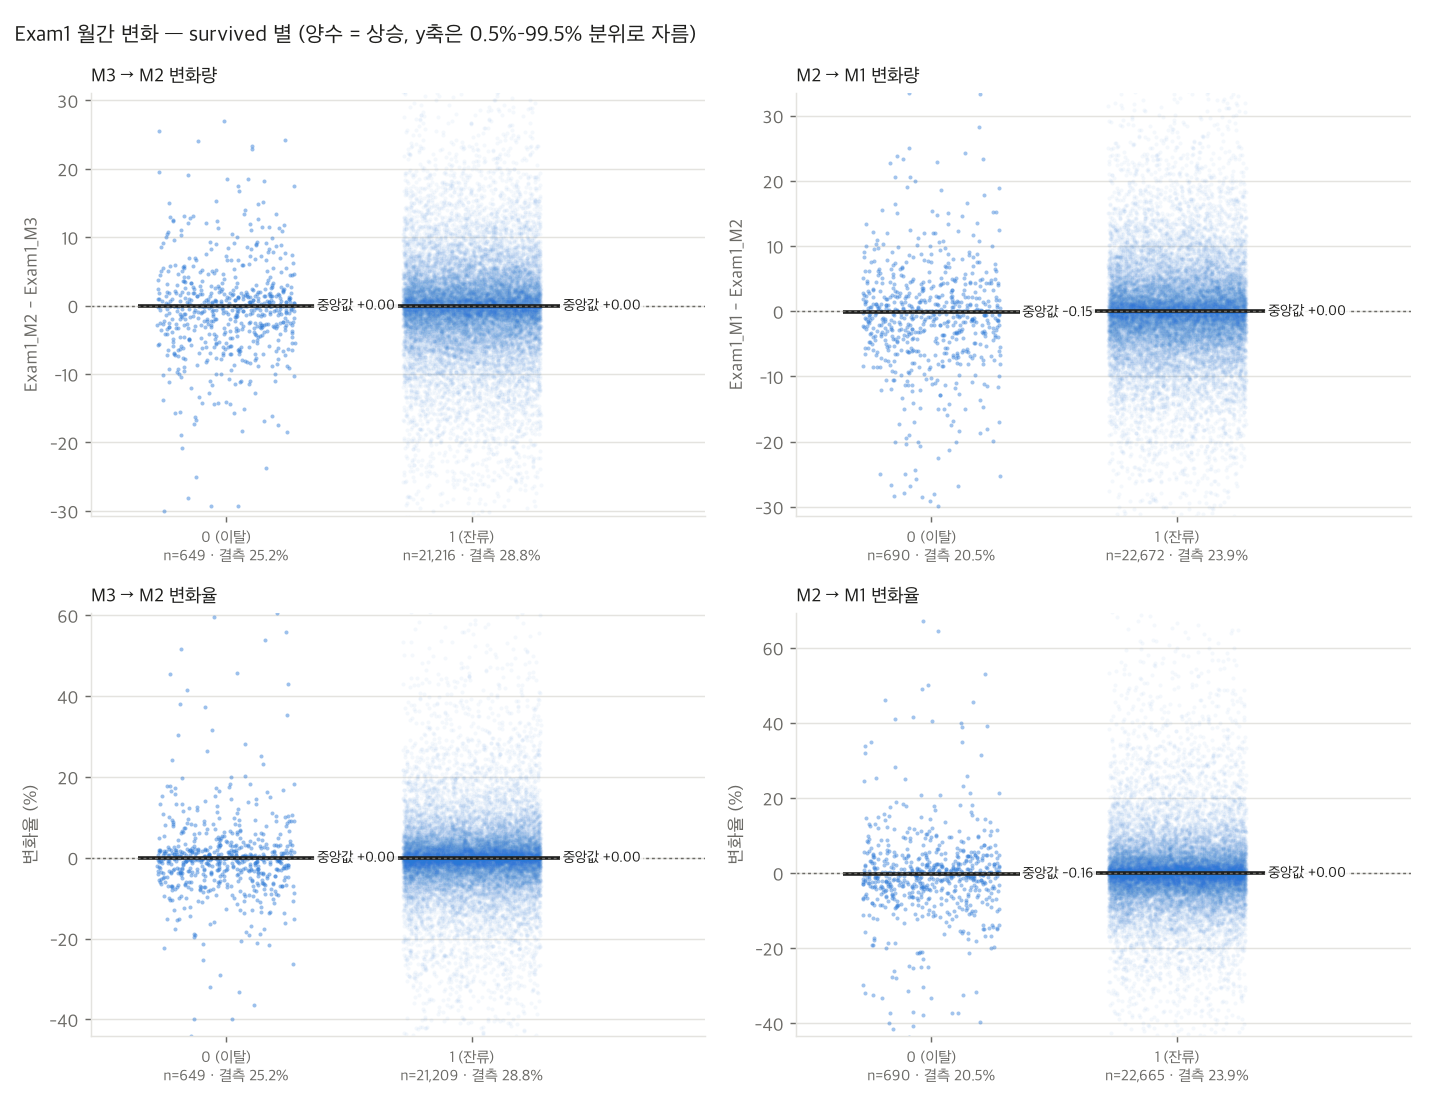 Exam1 월간 변화 — survived 별 (양수 = 상승, y축은 0.5%-99.5% 분위로 자름)
M3 → M2 변화량
Exam1_M2 - Exam1_M3
30
20
10
0
-10
-20
-30
중앙값 +0.00
중앙값 +0.00
0 (이탈)
n=649 · 결측 25.2%
1 (잔류)
n=21,216 · 결측 28.8%
M2 → M1 변화량
Exam1_M1 - Exam1_M2
30
20
10
0
-10
-20
-30
중앙값 -0.15
중앙값 +0.00
0 (이탈)
n=690 · 결측 20.5%
1 (잔류)
n=22,672 · 결측 23.9%
M3 → M2 변화율
변화율 (%)
60
40
20
0
-20
-40
중앙값 +0.00
중앙값 +0.00
0 (이탈)
n=649 · 결측 25.2%
1 (잔류)
n=21,209 · 결측 28.8%
M2 → M1 변화율
변화율 (%)
60
40
20
0
-20
-40
중앙값 -0.16
중앙값 +0.00
0 (이탈)
n=690 · 결측 20.5%
1 (잔류)
n=22,665 · 결측 23.9%